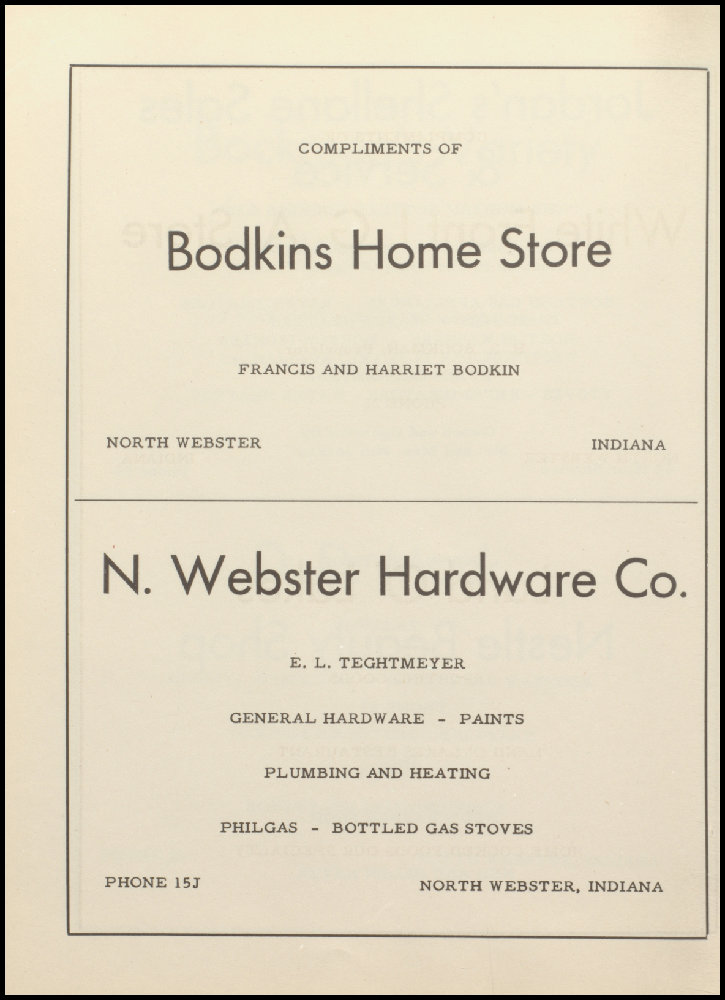 COMPLIMENTS OF
Bodkins Home Store
FRANCIS AND HARRIET BODKIN
NORTH WEBSTER INDIANA
N. Webster Hardware Co.
E. L. TEGHTMEYER
GENERAL HARDWARE - PAINTS
PLUMBING AND HEATING
PHILGAS - BOTTLED GAS STOVES
PHONE 15J NORTH WEBSTER, INDIANA